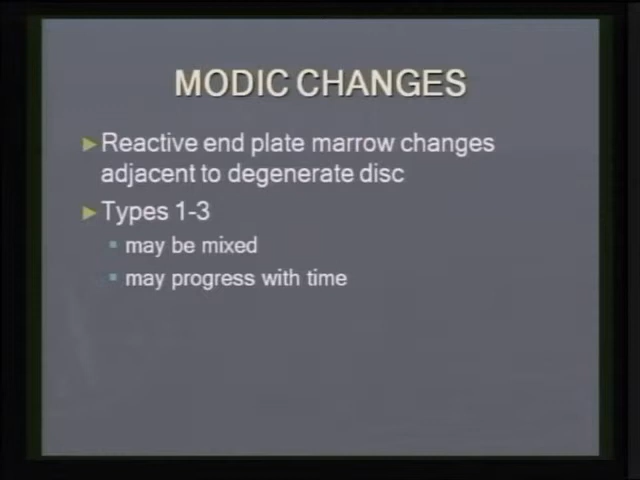 MODIC CHANGES
►Reactive end plate marrow changes
adjacent to degenerate disc
►Types 1-3
▪ may be mixed
▪ may progress with time